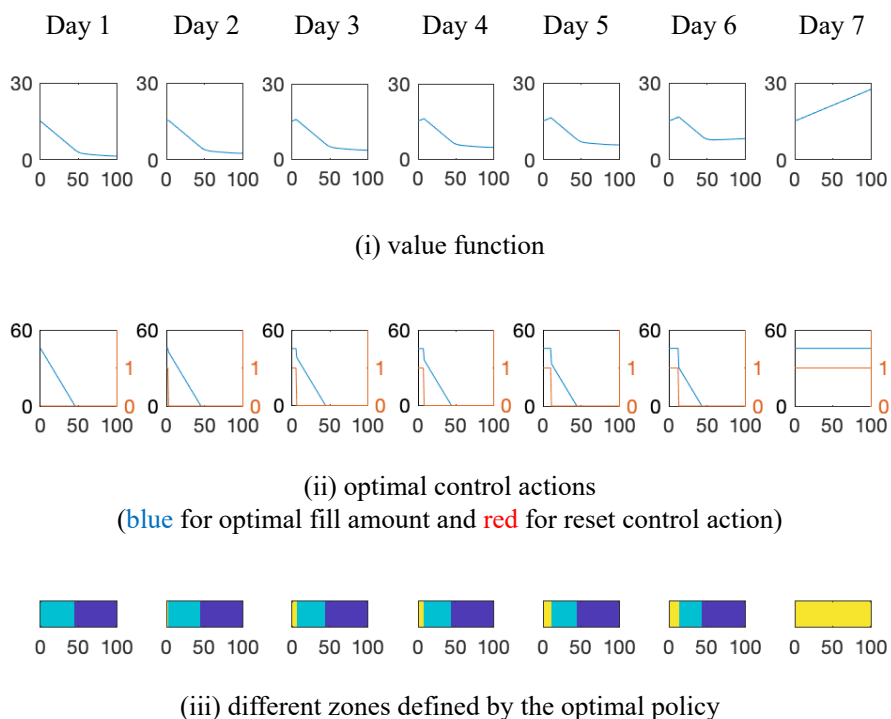 Day 1 Day 2 Day 3 Day 4 Day 5 Day 6 Day 7
30 30 30 30 30 30 30
0 0 0 0 0 0 0
0 50 100 0 50 100 0 50 100 0 50 100 0 50 100 0 50 100 0 50 100
(i) value function
60 60 60 60 60 60 60
1 1 1 1 1 1 1
0 0 0 0 0 0 0 0 0 0 0 0 0 0
0 50 100 0 50 100 0 50 100 0 50 100 0 50 100 0 50 100 0 50 100
(ii) optimal control actions
(blue for optimal fill amount and red for reset control action)
0 50 100 0 50 100 0 50 100 0 50 100 0 50 100 0 50 100 0 50 100
(iii) different zones defined by the optimal policy